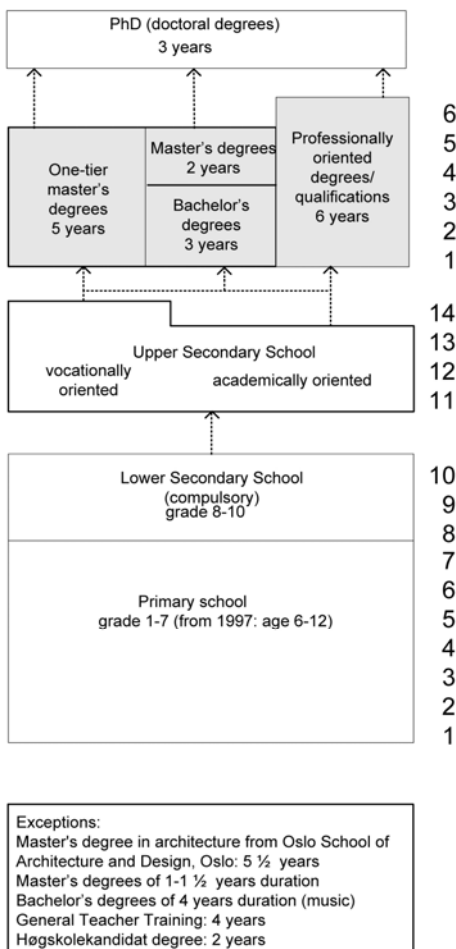 PhD (doctoral degrees)
3 years
6
5
4
3
2
1
One-tier
master's
degrees
5 years
Master's degrees
2 years
Bachelor's
degrees
3 years
Professionally
oriented
degrees/
qualifications
6 years
14
13
12
11
Upper Secondary School
vocationally
oriented
academically oriented
10
9
8
Lower Secondary School
(compulsory)
grade 8-10
7
6
5
4
3
2
1
Primary school
grade 1-7 (from 1997: age 6-12)
Exceptions:
Master's degree in architecture from Oslo School of
Architecture and Design, Oslo: 5 ½ years
Master's degrees of 1-1 ½ years duration
Bachelor's degrees of 4 years duration (music)
General Teacher Training: 4 years
Høgskolekandidat degree: 2 years